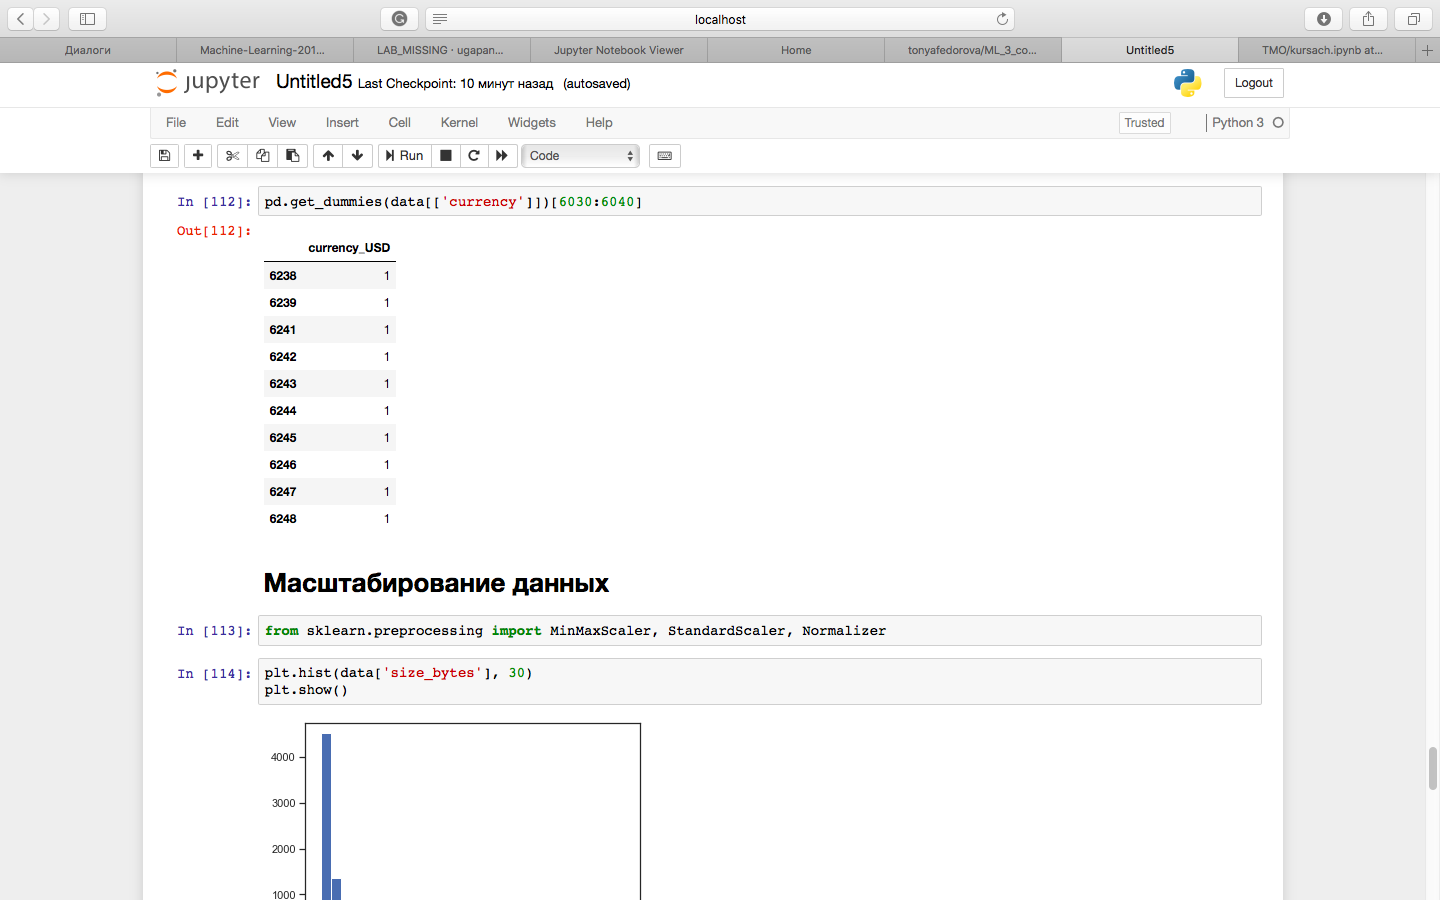 localhost
Диалоги
Machine-Learning-201...
LAB_MISSING · ugapan...
Jupyter Notebook Viewer
Home
tonyafedorova/ML_3_co...
Untitled5
TMO/kursach.ipynb at...
jupyter Untitled5 Last Checkpoint: 10 минут назад (autosaved)
Logout
File Edit View Insert Cell Kernel Widgets Help
Trusted
Python 3
Run
Code
In [112]: pd.get_dummies(data[['currency']])[6030:6040]
Out[112]:
currency_USD
6238 1
6239 1
6241 1
6242 1
6243 1
6244 1
6245 1
6246 1
6247 1
6248 1
Масштабирование данных
In [113]: from sklearn.preprocessing import MinMaxScaler, StandardScaler, Normalizer
In [114]: plt.hist(data['size_bytes'], 30)
plt.show()
4000
3000
2000
1000